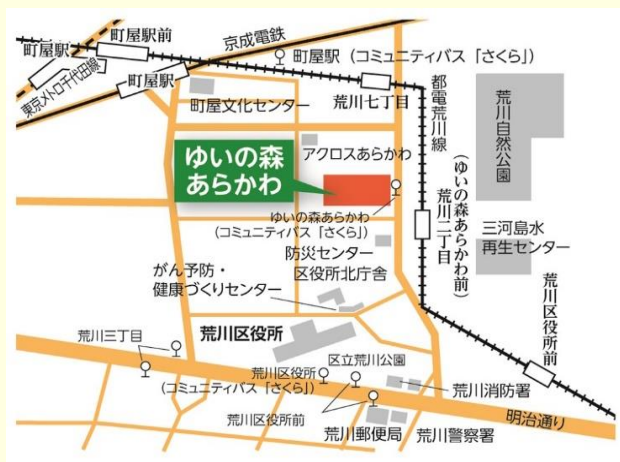 町屋駅前
町屋駅
京成電鉄
町屋駅（コミュニティバス「さくら」）
東京メトロ千代田線
町屋駅
町屋文化センター
荒川七丁目
都電荒川線
荒川自然公園
アクロスあらかわ
ゆいの森
あらかわ
ゆいの森あらかわ
（コミュニティバス「さくら」）
荒川二丁目
（ゆいの森あらかわ前）
三河島水
再生センター
防災センター
区役所北庁舎
がん予防・
健康づくりセンター
荒川区役所前
荒川三丁目
荒川区役所
区立荒川公園
荒川区役所
（コミュニティバス「さくら」）
荒川消防署
荒川区役所前
荒川郵便局
荒川警察署
明治通り